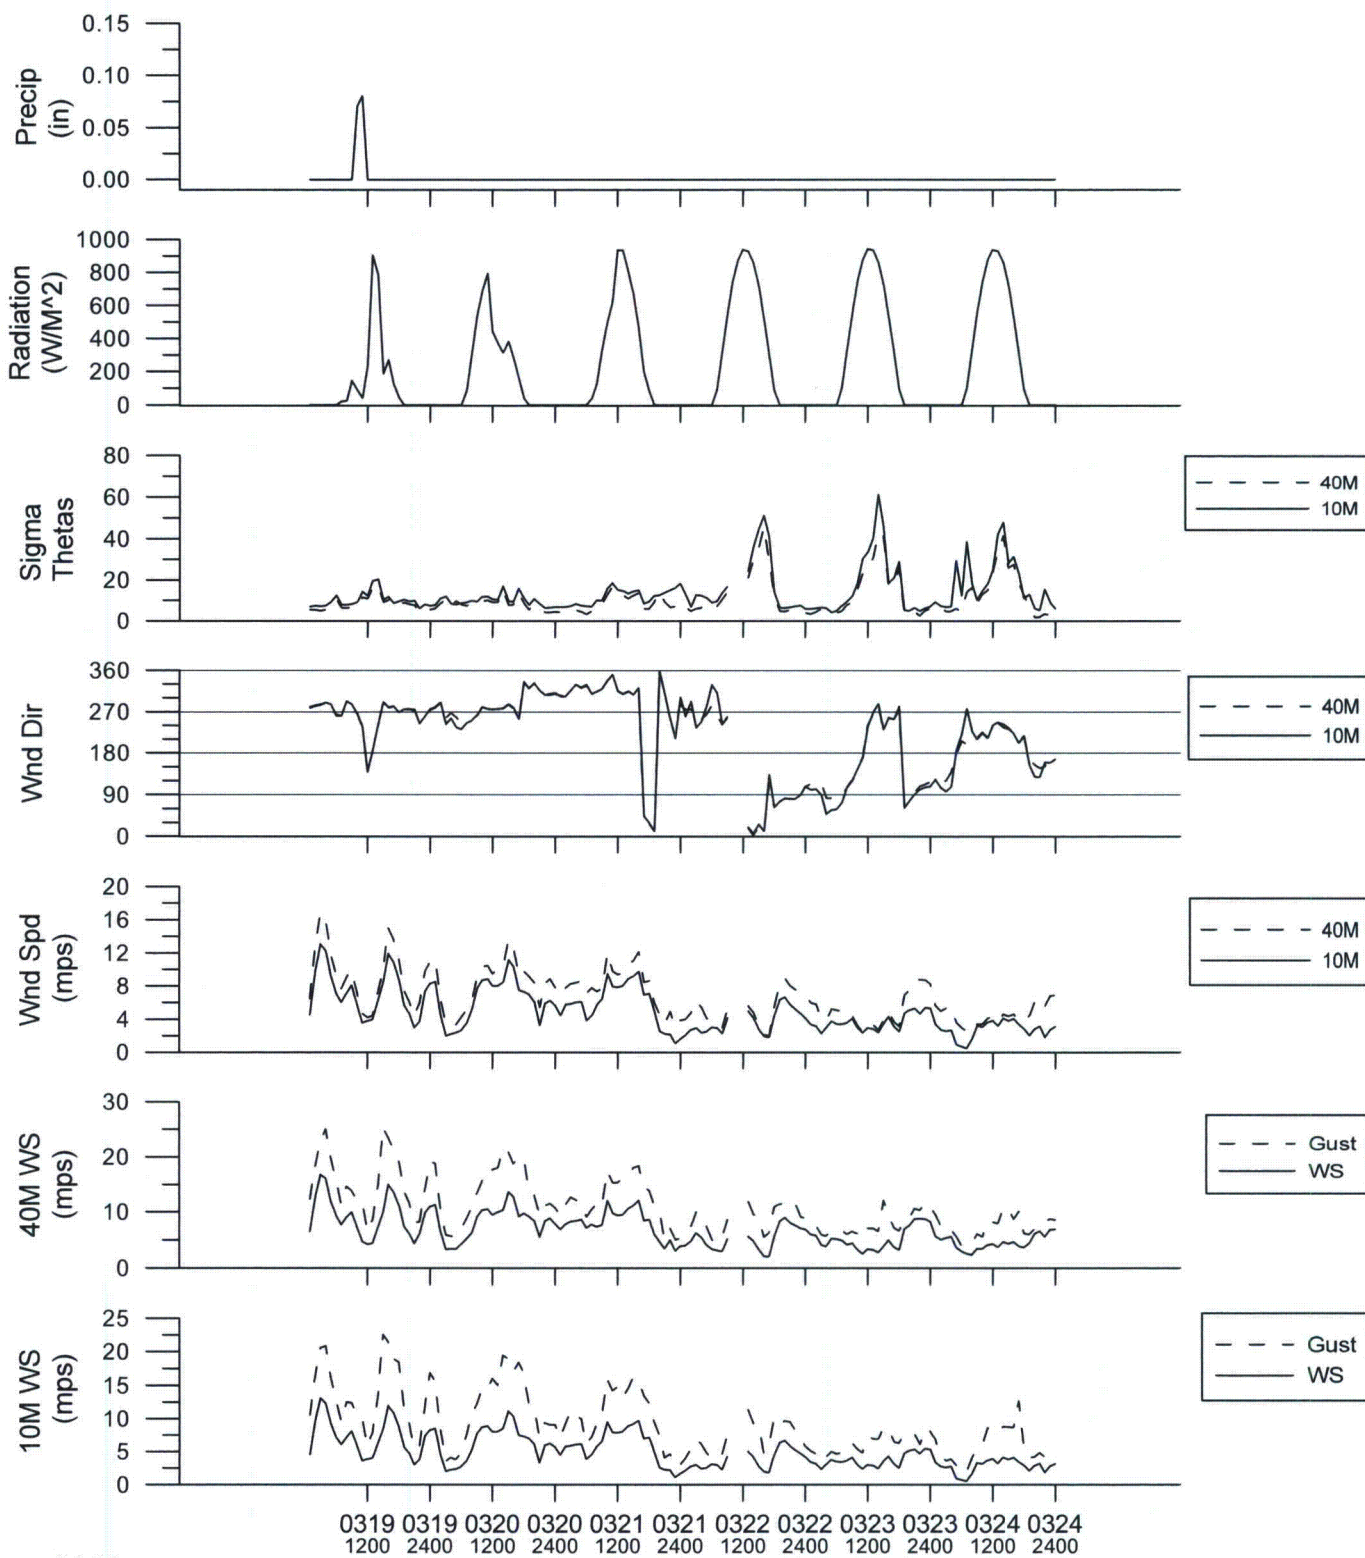 Precip
(in)
0.15
0.10
0.05
0.00
Radiation
(W/M^2)
1000
800
600
400
200
0
Sigma
Thetas
80
60
40
20
0
40M
10M
Wnd Dir
360
270
180
90
0
40M
10M
Wnd Spd
(mps)
20
16
12
8
4
0
40M
10M
40M WS
(mps)
30
20
10
0
Gust
WS
10M WS
(mps)
25
20
15
10
5
0
Gust
WS
0319 0319 0320 0320 0321 0321 0322 0322 0323 0323 0324 0324
1200 2400 1200 2400 1200 2400 1200 2400 1200 2400 1200 2400